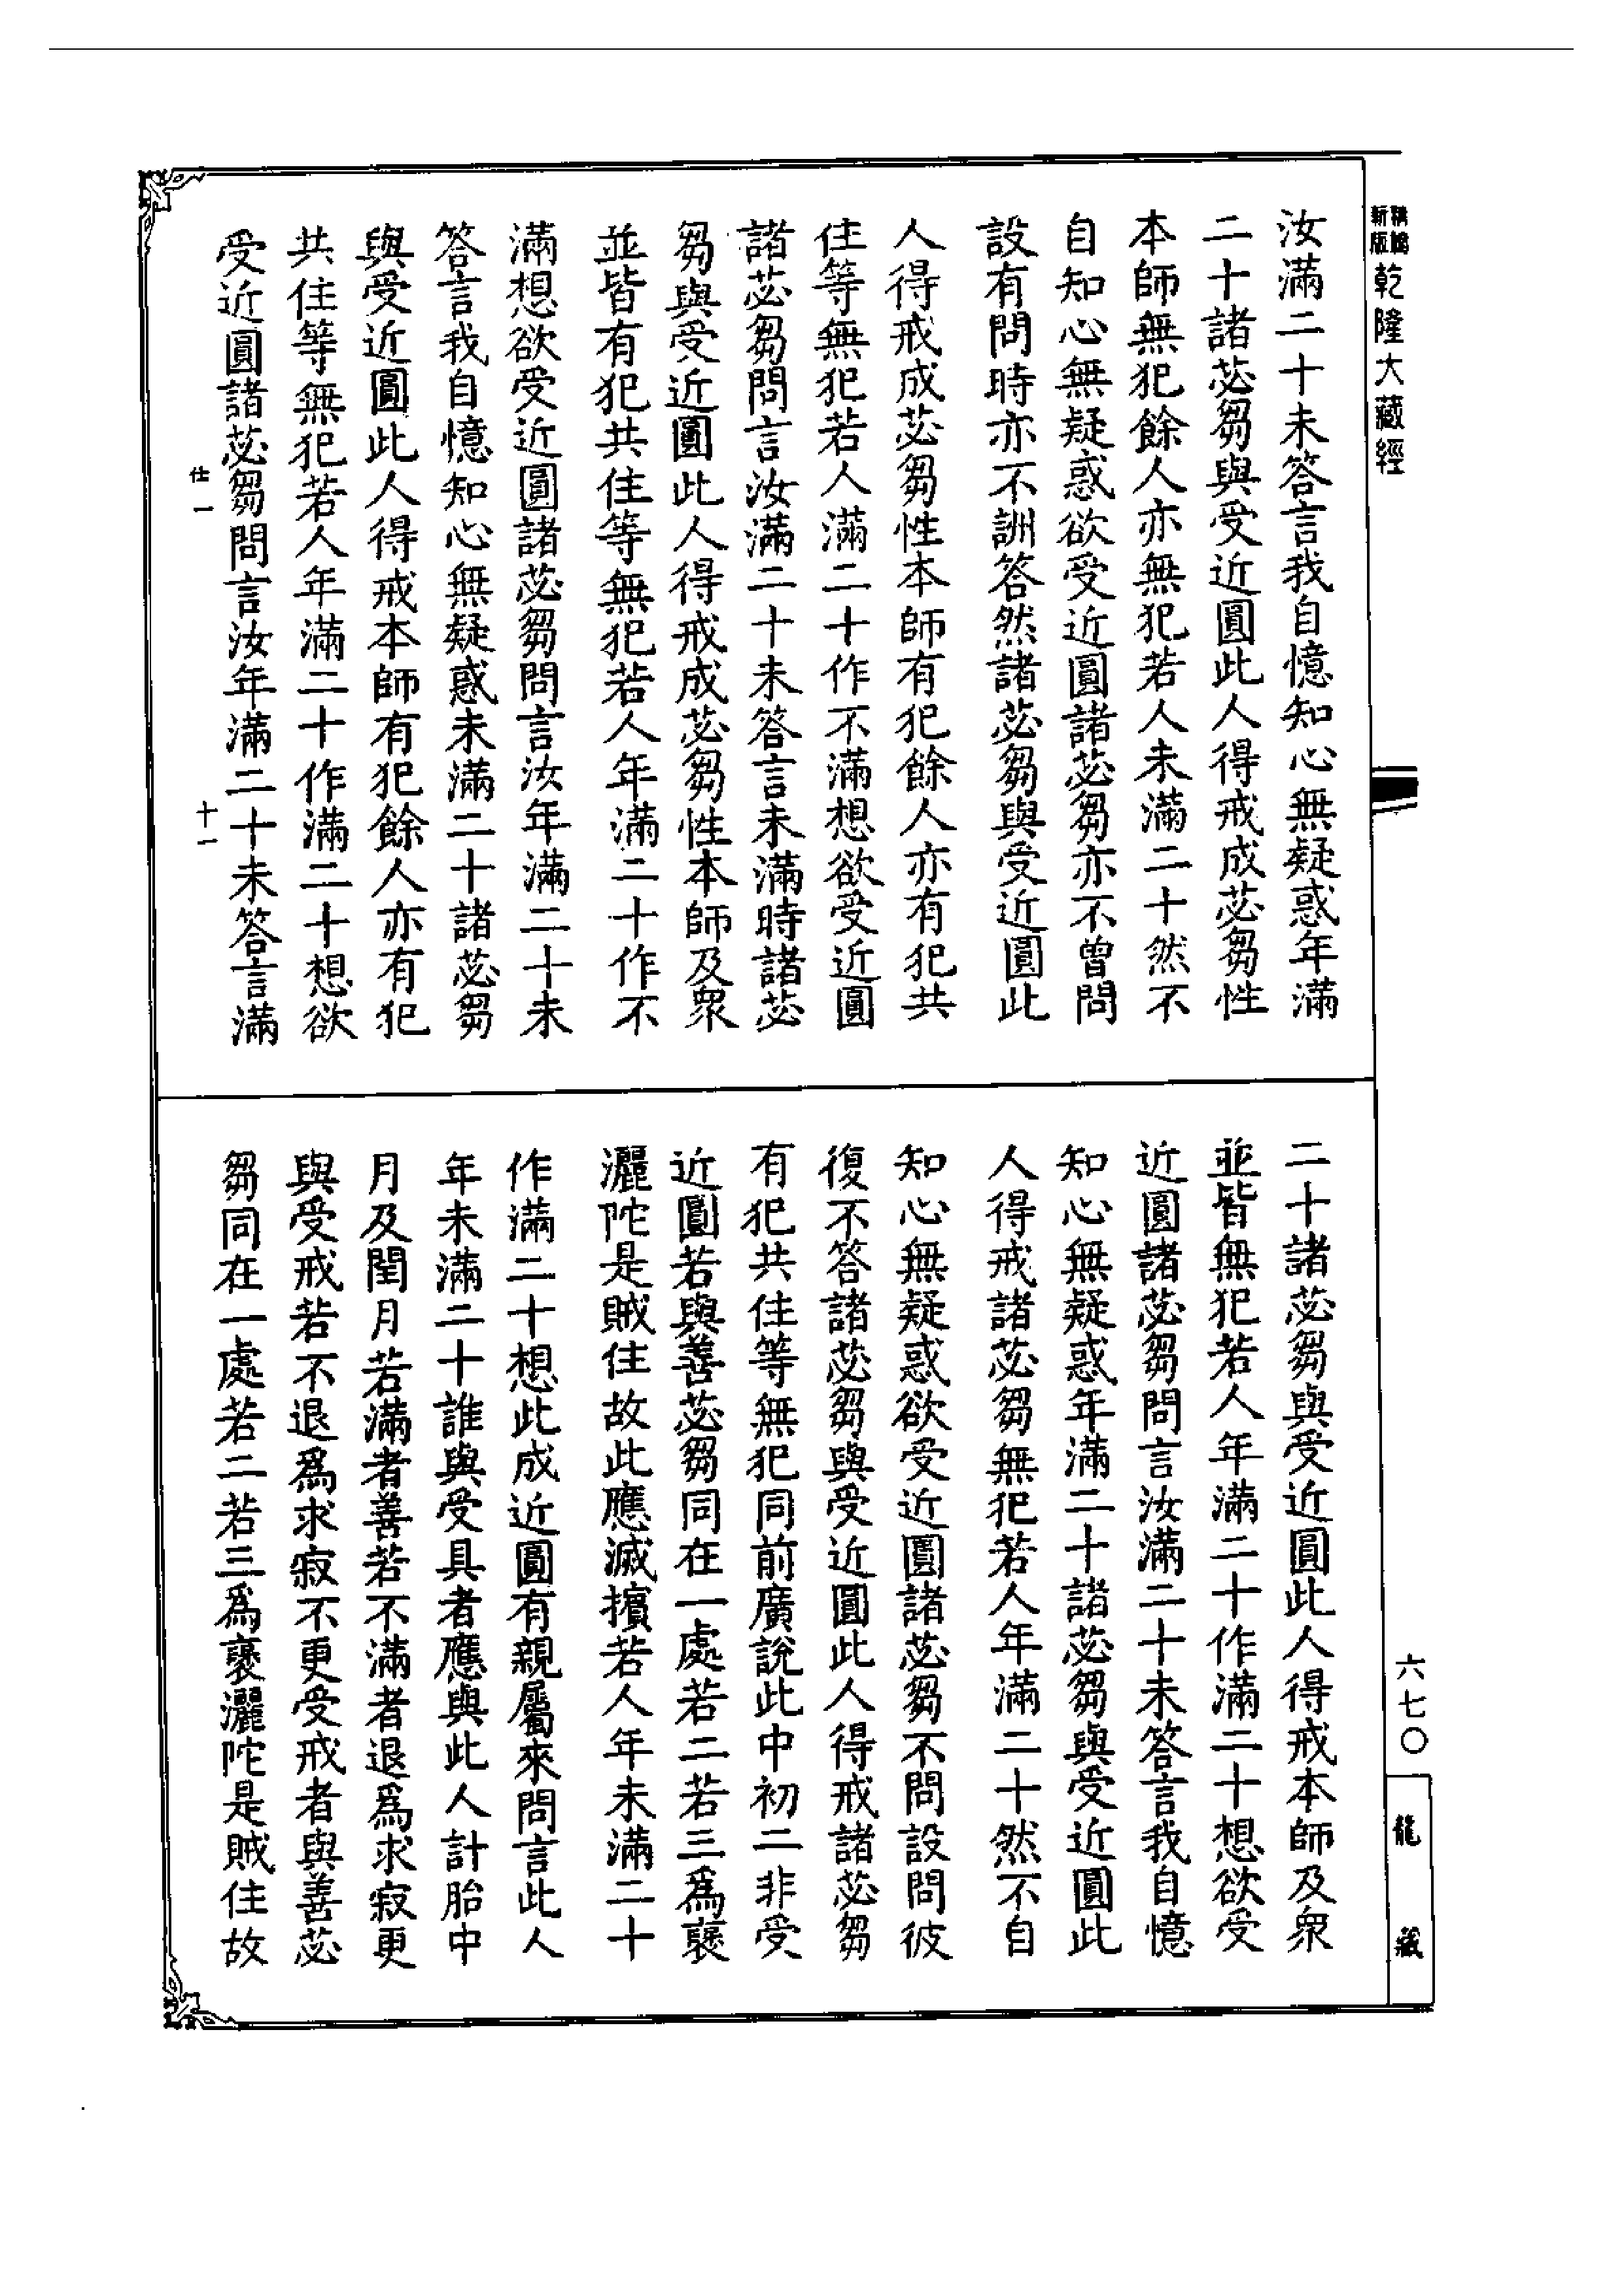 新版
精縮
乾隆大藏經
汝滿二十未答言我自憶知心無疑惑年滿
二十諸苾芻與受近圓此人得戒成苾芻性
本師無犯餘人亦無犯若人未滿二十然不
自知心無疑惑欲受近圓諸苾芻亦不曾問
設有問時亦不詶答然諸苾芻與受近圓此
人得戒成苾芻性本師有犯餘人亦有犯共
住等無犯若人滿二十作不滿想欲受近圓
諸苾芻問言汝滿二十未答言未滿時諸苾
芻與受近圓此人得戒成苾芻性本師及眾
並皆有犯共住等無犯若人年滿二十作不
滿想欲受近圓諸苾芻問言汝年滿二十未
答言我自憶知心無疑惑未滿二十諸苾芻
與受近圓此人得戒本師有犯餘人亦有犯
共住等無犯若人年滿二十作滿二十想欲
受近圓諸苾芻問言汝年滿二十未答言滿
仕一
十一
二十諸苾芻與受近圓此人得戒本師及眾
並皆無犯若人年滿二十作滿二十想欲受
近圓諸苾芻問言汝滿二十未答言我自憶
知心無疑惑年滿二十諸苾芻與受近圓此
人得戒諸苾芻無犯若人年滿二十然不自
知心無疑惑欲受近圓諸苾芻不問設問彼
復不答諸苾芻與受近圓此人得戒諸苾芻
有犯共住等無犯同前廣說此中初二非受
近圓若與善苾芻同在一處若二若三為褒
灑陀是賊住故此應滅擯若人年未滿二十
作滿二十想此成近圓有親屬來問言此人
年未滿二十誰與受具者應與此人計胎中
月及閏月若滿者善若不滿者退為求寂更
與受戒若不退為求寂不更受戒者與善苾
芻同在一處若二若三為褒灑陀是賊住故
六七〇
龍藏